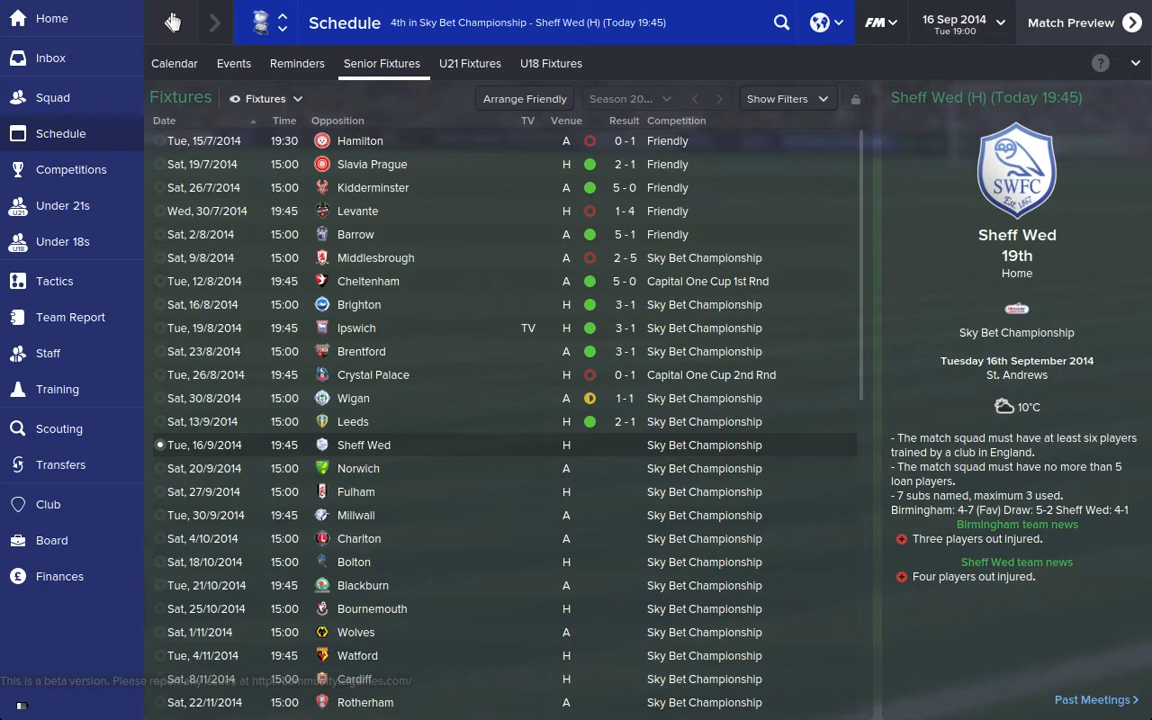 Home
Inbox
Squad
Schedule
Competitions
Under 21s
Under 18s
Tactics
Team Report
Staff
Training
Scouting
Transfers
Club
Board
Finances
U21
U18
Schedule 4th in Sky Bet Championship - Sheff Wed (H) (Today 19:45)
FM 16 Sep 2014 Match Preview
Tue 19:00
Calendar Events Reminders Senior Fixtures U21 Fixtures U18 Fixtures ?
Fixtures Fixtures Arrange Friendly Season 20... Show Filters
Date Time Opposition TV Venue Result Competition
Tue, 15/7/2014 19:30 Hamilton A 0 - 1 Friendly
Sat, 19/7/2014 15:00 Slavia Prague H 2 - 1 Friendly
Sat, 26/7/2014 15:00 Kidderminster A 5 - 0 Friendly
Wed, 30/7/2014 19:45 Levante H 1 - 4 Friendly
Sat, 2/8/2014 15:00 Barrow A 5 - 1 Friendly
Sat, 9/8/2014 15:00 Middlesbrough A 2 - 5 Sky Bet Championship
Tue, 12/8/2014 19:45 Cheltenham A 5 - 0 Capital One Cup 1st Rnd
Sat, 16/8/2014 15:00 Brighton H 3 - 1 Sky Bet Championship
Tue, 19/8/2014 19:45 Ipswich TV H 3 - 1 Sky Bet Championship
Sat, 23/8/2014 15:00 Brentford A 3 - 1 Sky Bet Championship
Tue, 26/8/2014 19:45 Crystal Palace H 0 - 1 Capital One Cup 2nd Rnd
Sat, 30/8/2014 15:00 Wigan A 1 - 1 Sky Bet Championship
Sat, 13/9/2014 15:00 Leeds H 2 - 1 Sky Bet Championship
Tue, 16/9/2014 19:45 Sheff Wed H Sky Bet Championship
Sat, 20/9/2014 15:00 Norwich A Sky Bet Championship
Sat, 27/9/2014 15:00 Fulham H Sky Bet Championship
Tue, 30/9/2014 19:45 Millwall A Sky Bet Championship
Sat, 4/10/2014 15:00 Charlton A Sky Bet Championship
Sat, 18/10/2014 15:00 Bolton H Sky Bet Championship
Tue, 21/10/2014 19:45 Blackburn A Sky Bet Championship
Sat, 25/10/2014 15:00 Bournemouth H Sky Bet Championship
Sat, 1/11/2014 15:00 Wolves A Sky Bet Championship
Tue, 4/11/2014 19:45 Watford H Sky Bet Championship
Sat, 8/11/2014 15:00 Cardiff H Sky Bet Championship
This is a beta version. Please report any issues at
Sat, 22/11/2014 15:00 Rotherham A Sky Bet Championship
Sheff Wed (H) (Today 19:45)
SWFC
Est. 1867
Sheff Wed
19th
Home
Sky Bet Championship
Tuesday 16th September 2014
St. Andrews
10°C
- The match squad must have at least six players
trained by a club in England.
- The match squad must have no more than 5
loan players.
- 7 subs named, maximum 3 used.
Birmingham: 4-7 (Fav) Draw: 5-2 Sheff Wed: 4-1
Birmingham team news
Three players out injured.
Sheff Wed team news
Four players out injured.
Past Meetings >